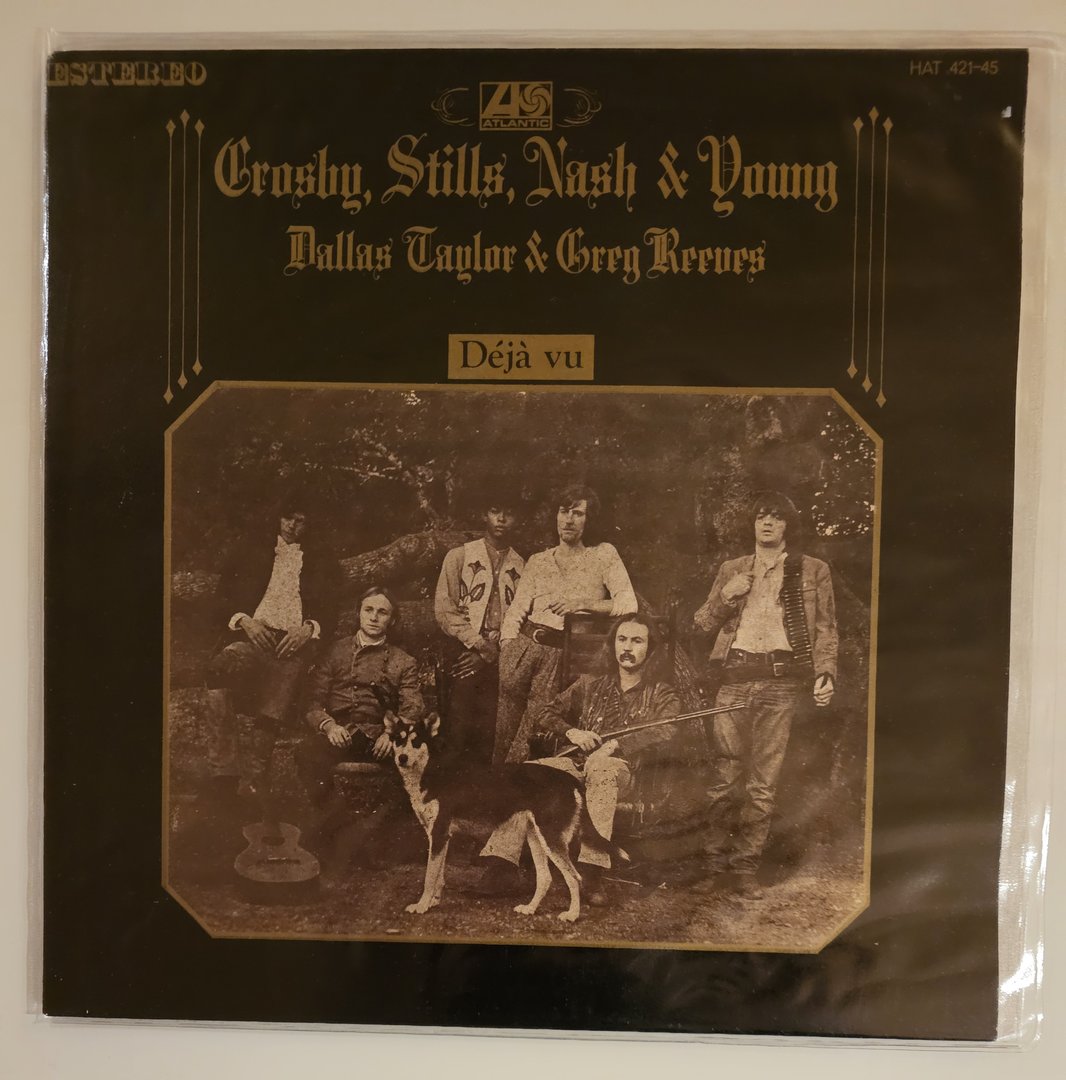 ESTEREO
HAT 421-45
ATLANTIC
Crosby, Stills, Nash & Young
Dallas Taylor & Greg Reeves
Déjà vu